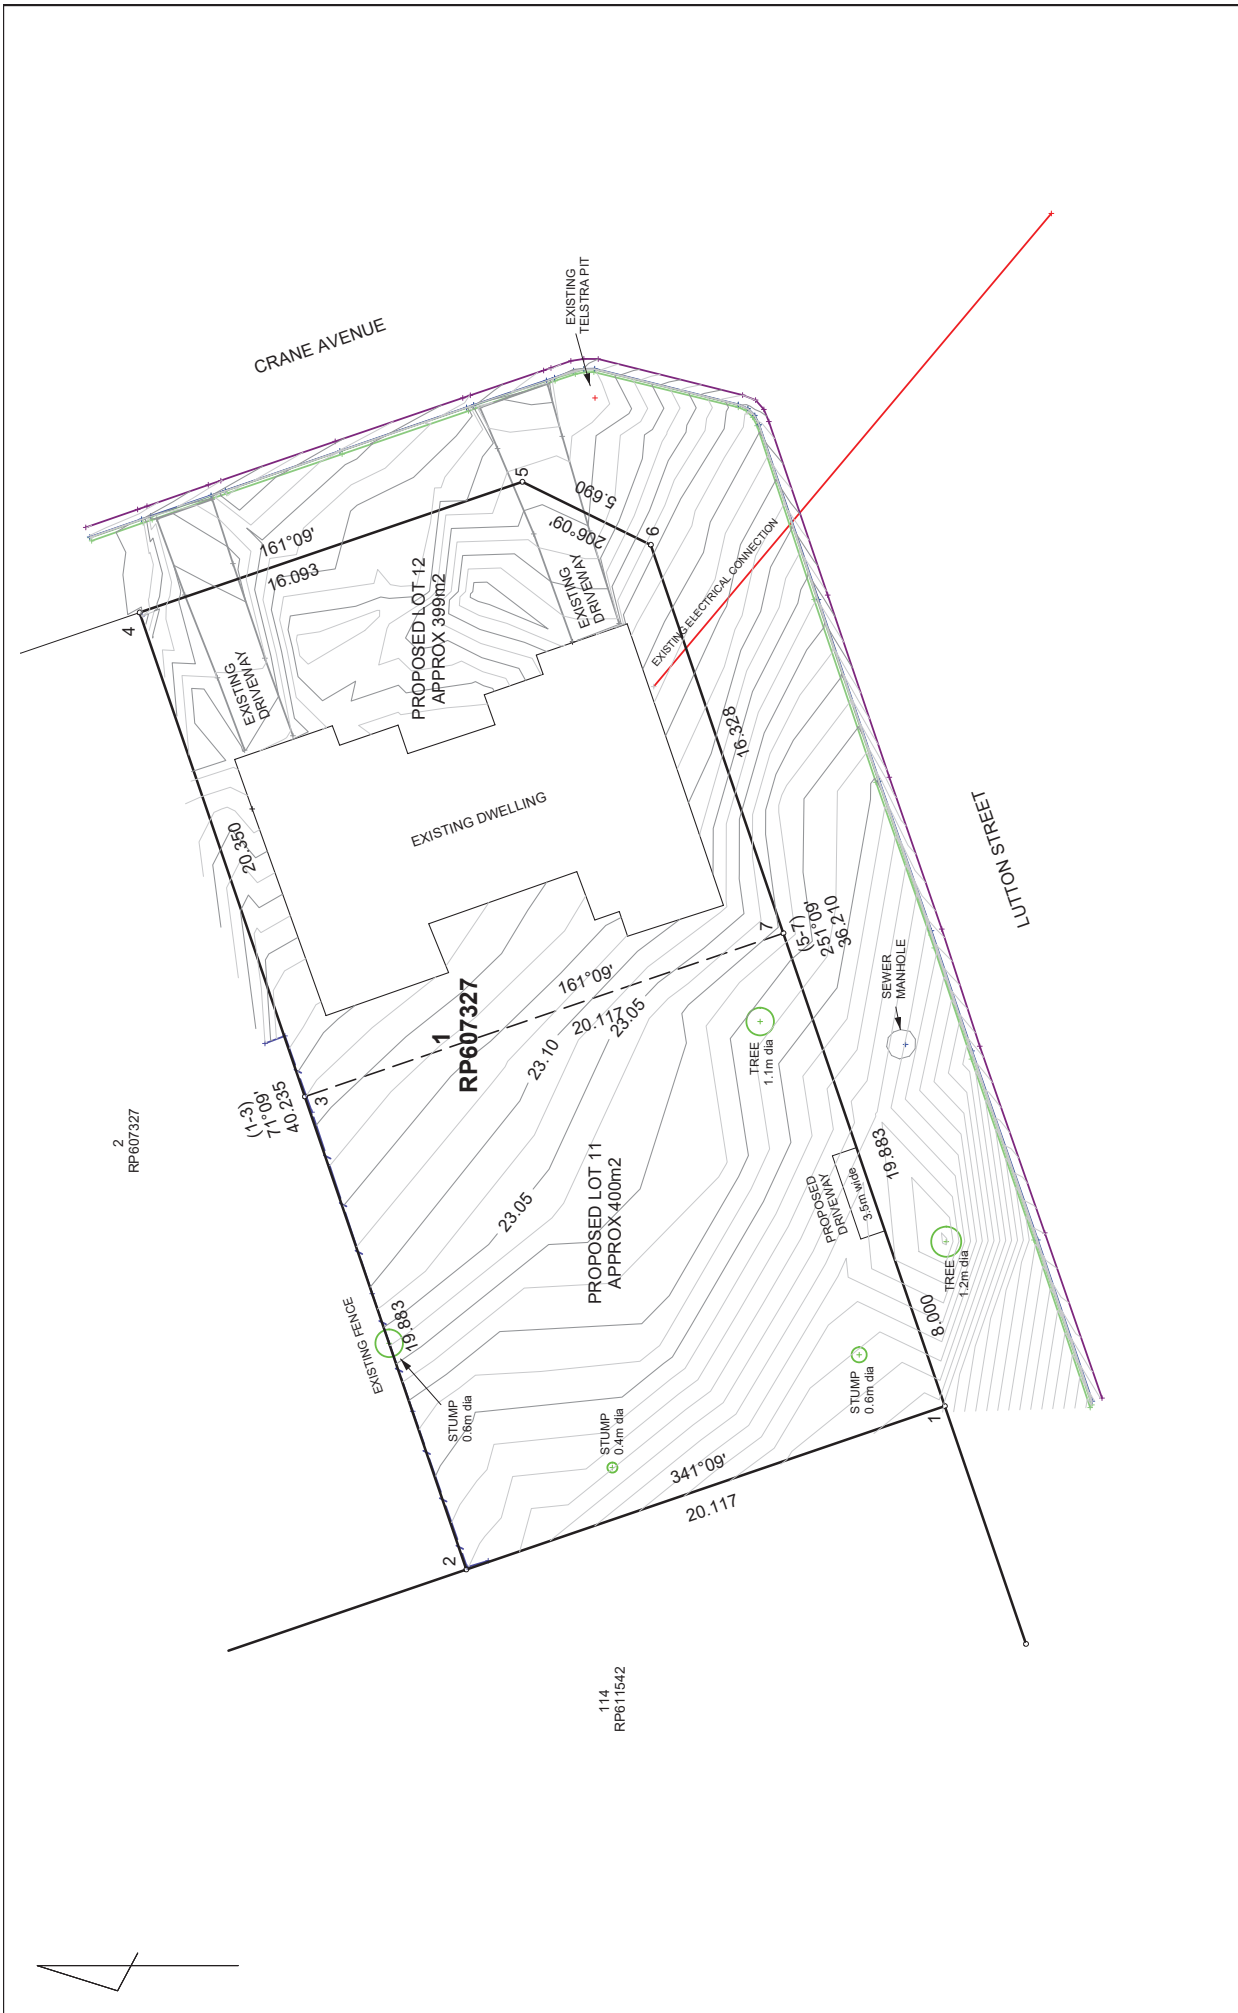 CRANE AVENUE
EXISTING
TELSTRA PIT
4
161°09'
16.093
5
5.690
206°09'
6
EXISTING
DRIVEWAY
EXISTING
DRIVEWAY
PROPOSED LOT 12
APPROX 399m2
EXISTING ELECTRICAL CONNECTION
16.328
EXISTING DWELLING
20.350
LUTTON STREET
7
(5-7)
251°09'
36.210
SEWER
MANHOLE
161°09'
20.117
1
RP607327
23.05
23.10
TREE
1.1m dia
(1-3)
71°09'
40.235
3
2
RP607327
23.05
PROPOSED LOT 11
APPROX 400m2
PROPOSED
DRIVEWAY
3.5m wide
19.883
TREE
1.2m dia
8.000
EXISTING FENCE
19.883
STUMP
0.6m dia
STUMP
0.4m dia
STUMP
0.6m dia
1
341°09'
20.117
2
114
RP611542